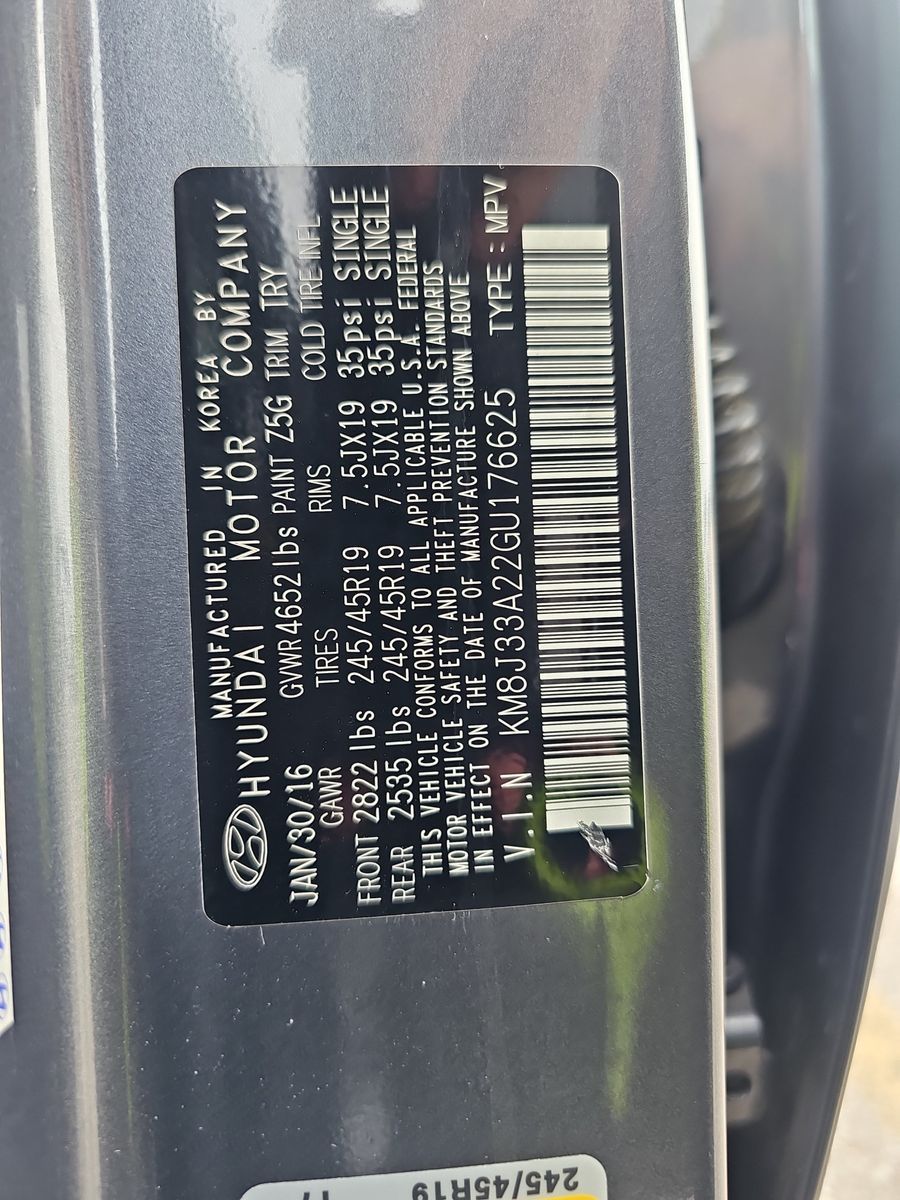 MANUFACTURED IN KOREA BY
HYUNDAI MOTOR COMPANY
JAN/30/16 GVWR4652lbs PAINT Z5G TRIM TRY
GAWR TIRES RIMS COLD TIRE INFL
FRONT 2822 lbs 245/45R19 7.5JX19 35psi SINGLE
REAR 2535 lbs 245/45R19 7.5JX19 35psi SINGLE
THIS VEHICLE CONFORMS TO ALL APPLICABLE U.S.A. FEDERAL
MOTOR VEHICLE SAFETY AND THEFT PREVENTION STANDARDS
IN EFFECT ON THE DATE OF MANUFACTURE SHOWN ABOVE
V.I.N KM8J33A22GU176625 TYPE : MPV
245/45R19